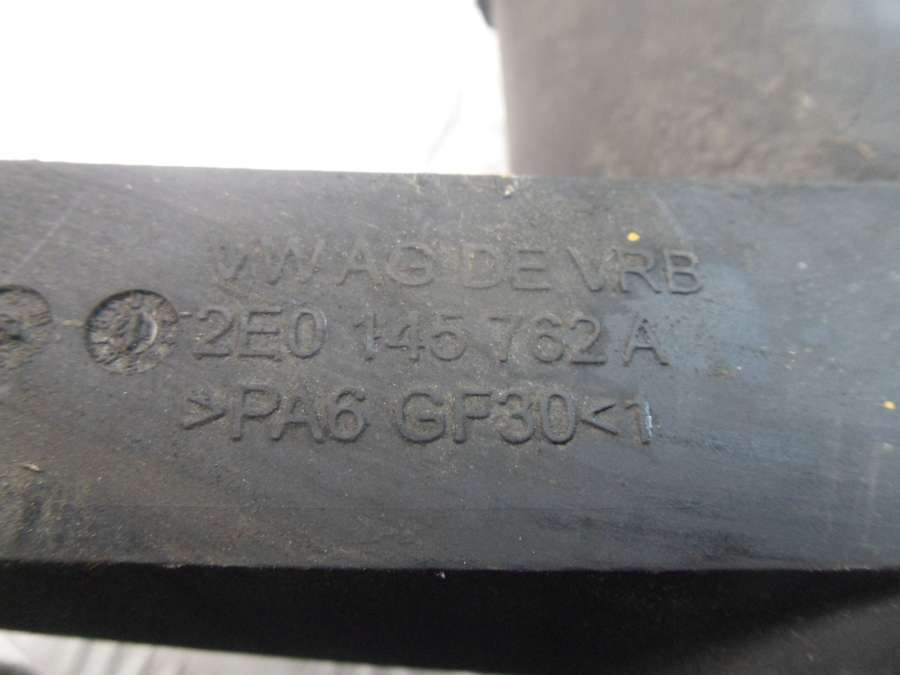 VW AG DE VRB
2E0 145 762 A
>PA6 GF30<1